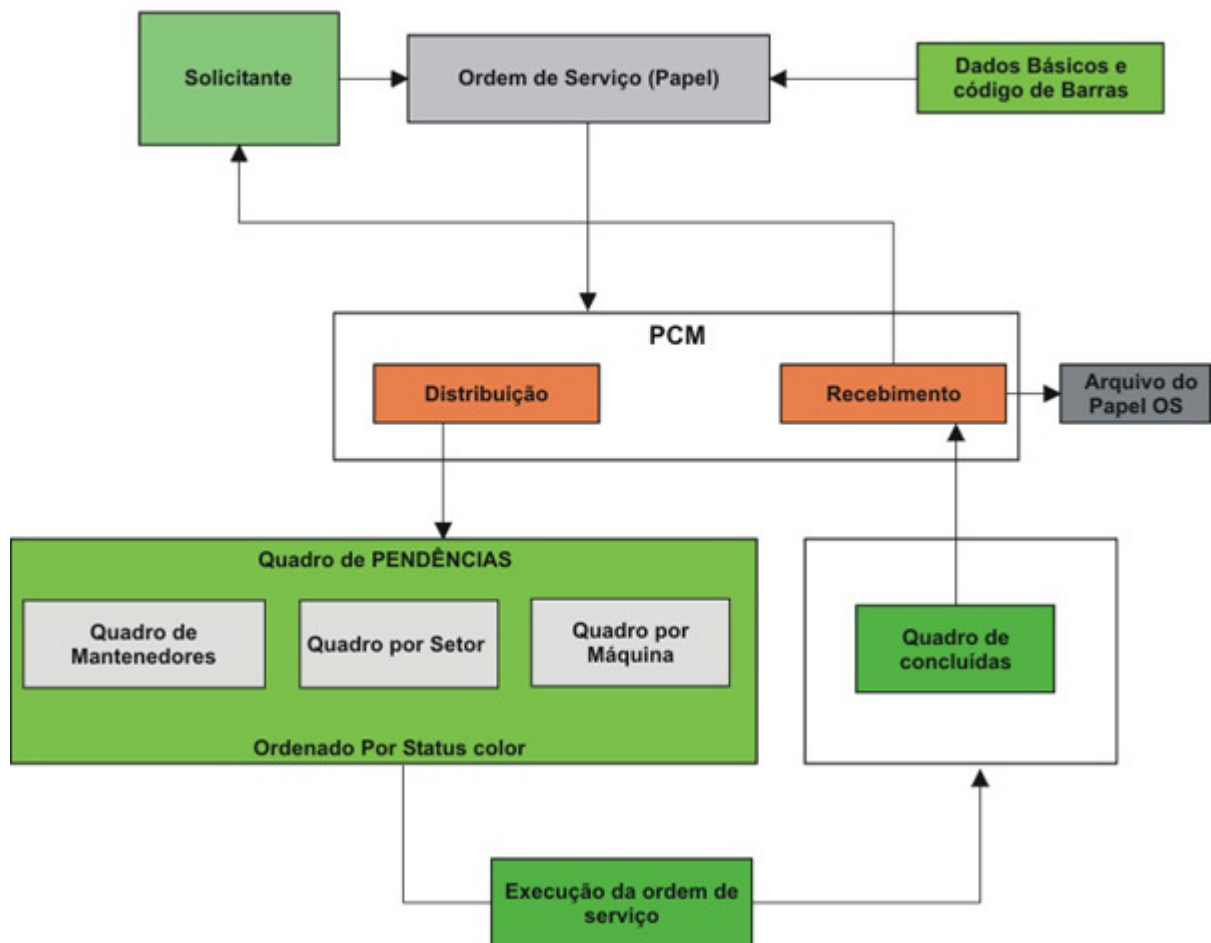 Solicitante
Ordem de Serviço (Papel)
Dados Básicos e
código de Barras
PCM
Distribuição
Recebimento
Arquivo do
Papel OS
Quadro de PENDÊNCIAS
Quadro de
Mantenedores
Quadro por Setor
Quadro por
Máquina
Ordenado Por Status color
Quadro de
concluídas
Execução da ordem de
serviço